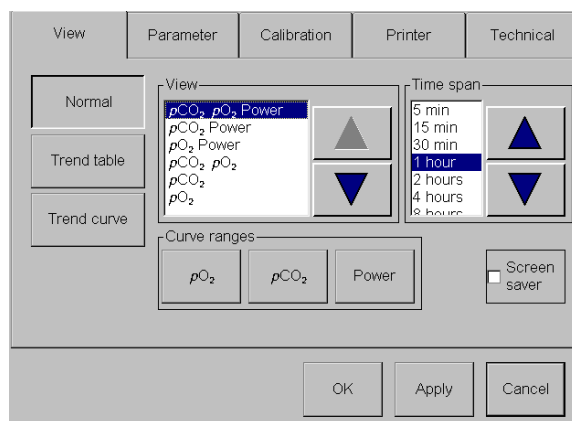 View
Parameter
Calibration
Printer
Technical
Normal
Trend table
Trend curve
View
pCO₂ pO₂ Power
pCO₂ Power
pO₂ Power
pCO₂ pO₂
pCO₂
pO₂
Time span
5 min
15 min
30 min
1 hour
2 hours
4 hours
8 hours
Curve ranges
pO₂
pCO₂
Power
Screen
saver
OK
Apply
Cancel